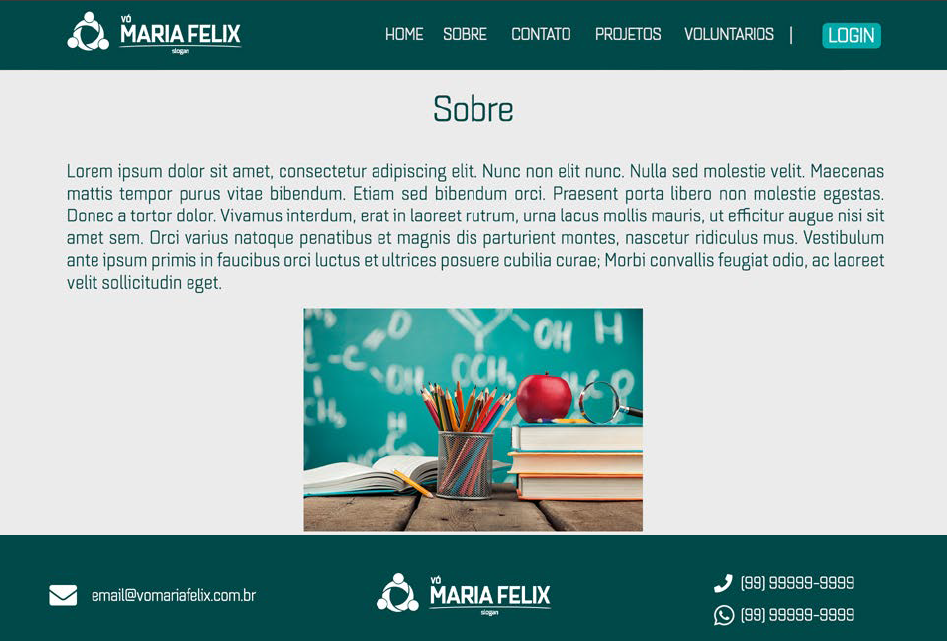 VÓ
MARIA FELIX
slogan
HOME SOBRE CONTATO PROJETOS VOLUNTARIOS | LOGIN
Sobre
Lorem ipsum dolor sit amet, consectetur adipiscing elit. Nunc non elit nunc. Nulla sed molestie velit. Maecenas
mattis tempor purus vitae bibendum. Etiam sed bibendum orci. Praesent porta libero non molestie egestas.
Donec a tortor dolor. Vivamus interdum, erat in laoreet rutrum, urna lacus mollis mauris, ut efficitur augue nisi sit
amet sem. Orci varius natoque penatibus et magnis dis parturient montes, nascetur ridiculus mus. Vestibulum
ante ipsum primis in faucibus orci luctus et ultrices posuere cubilia curae; Morbi convallis feugiat odio, ac laoreet
velit sollicitudin eget.
OH H
OCH₃
OH
email@vomariafelix.com.br
VÓ
MARIA FELIX
slogan
(99) 99999-9999
(99) 99999-9999